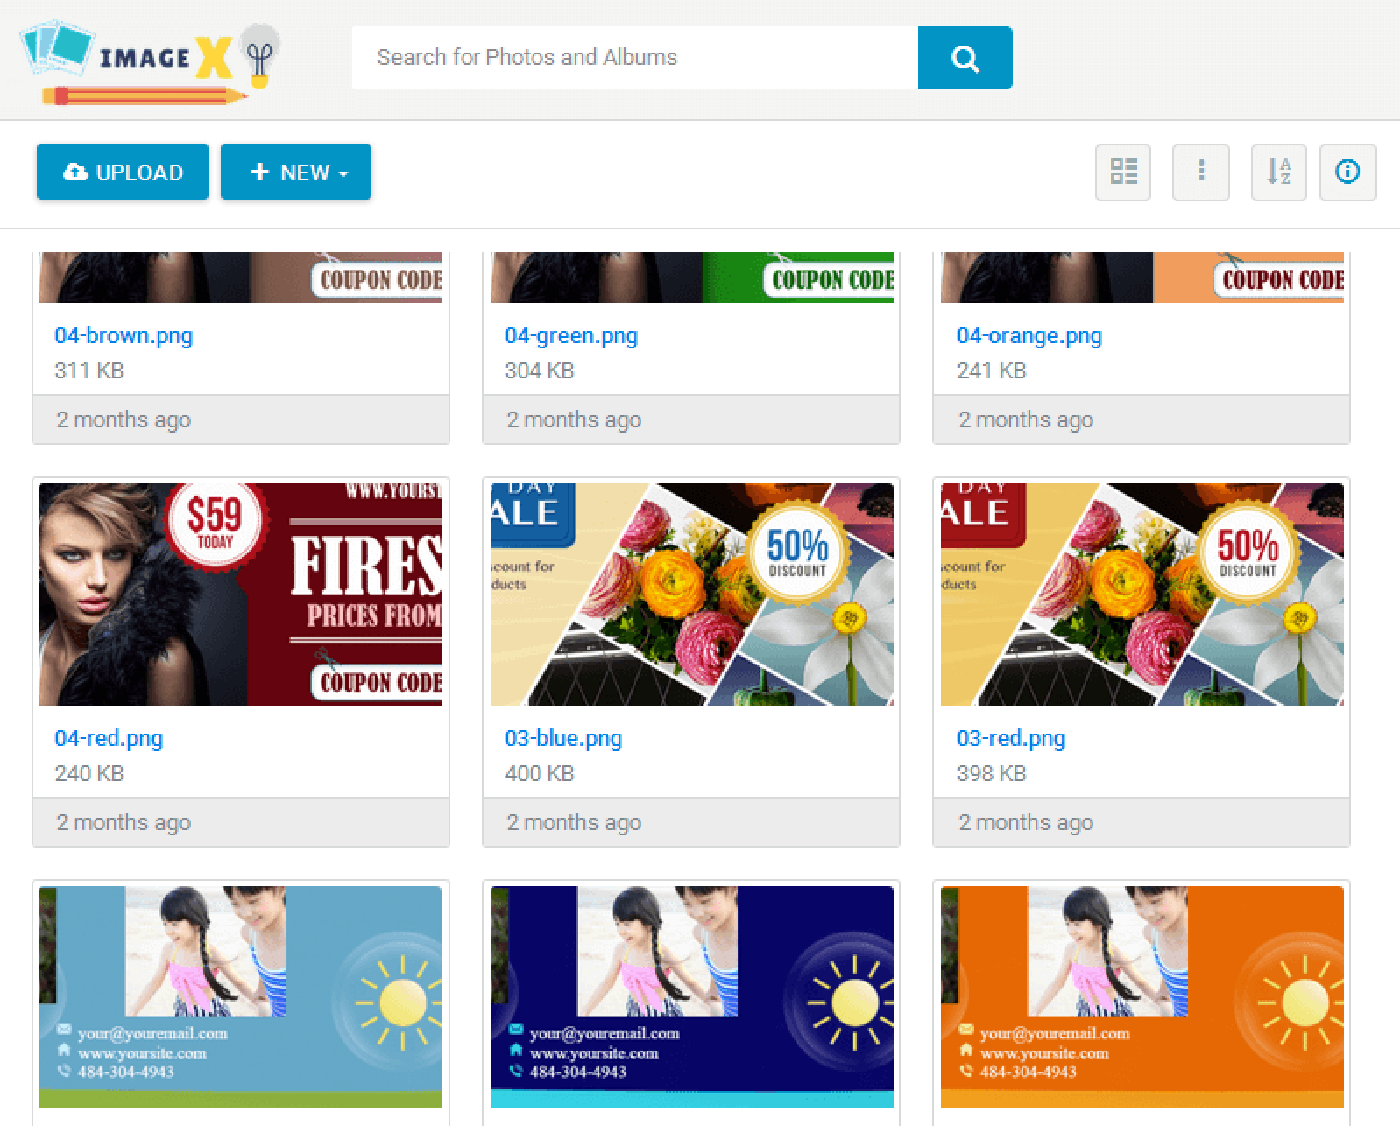 IMAGE X
Search for Photos and Albums
UPLOAD
NEW
A
Z
COUPON CODE
COUPON CODE
COUPON CODE
04-brown.png
04-green.png
04-orange.png
311 KB
304 KB
241 KB
2 months ago
2 months ago
2 months ago
$59
TODAY
WWW.YOURS
FIRES
PRICES FROM
COUPON CODE
DAY
ALE
count for
ducts
50%
DISCOUNT
DAY
ALE
count for
ducts
50%
DISCOUNT
04-red.png
03-blue.png
03-red.png
240 KB
400 KB
398 KB
2 months ago
2 months ago
2 months ago
your@youremail.com
www.yoursite.com
484-304-4943
your@youremail.com
www.yoursite.com
484-304-4943
your@youremail.com
www.yoursite.com
484-304-4943